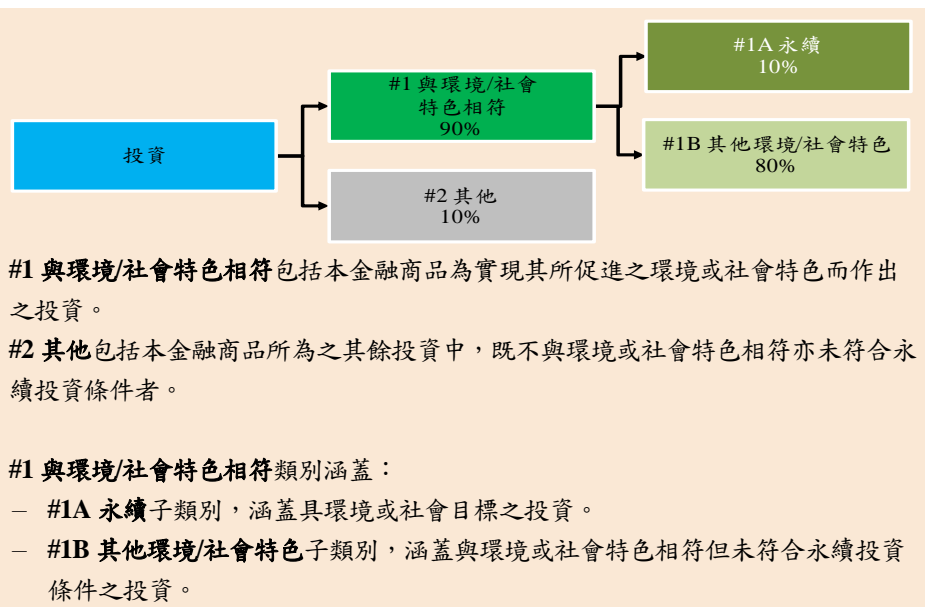 #1A 永續
10%
#1 與環境/社會
特色相符
90%
投資
#1B 其他環境/社會特色
80%
#2 其他
10%
#1 與環境/社會特色相符包括本金融商品為實現其所促進之環境或社會特色而作出
之投資。
#2 其他包括本金融商品所為之其餘投資中，既不與環境或社會特色相符亦未符合永
續投資條件者。
#1 與環境/社會特色相符類別涵蓋：
– #1A 永續子類別，涵蓋具環境或社會目標之投資。
– #1B 其他環境/社會特色子類別，涵蓋與環境或社會特色相符但未符合永續投資
條件之投資。